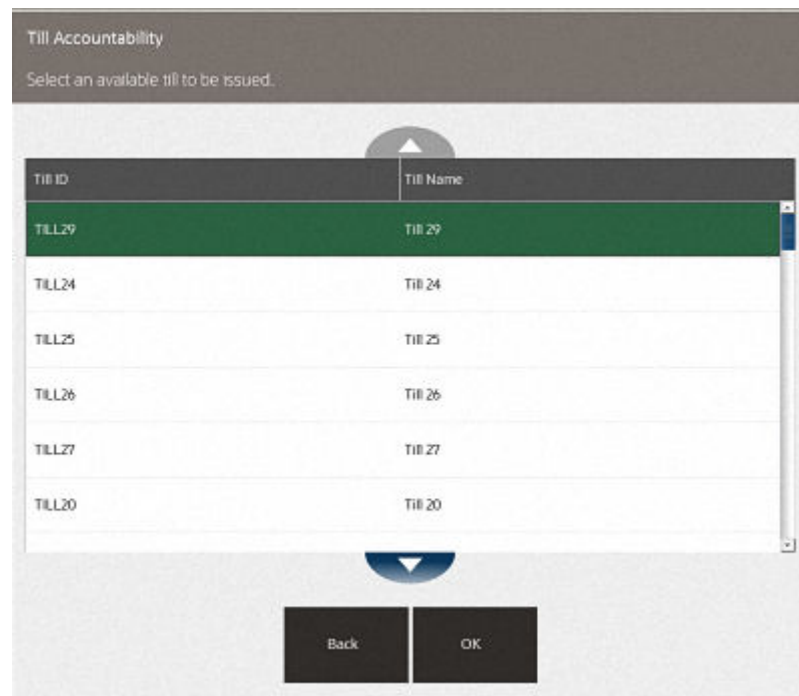 Till Accountability
Select an available till to be issued.
Till ID Till Name
TILL29 Till 29
TILL24 Till 24
TILL25 Till 25
TILL26 Till 26
TILL27 Till 27
TILL20 Till 20
Back OK